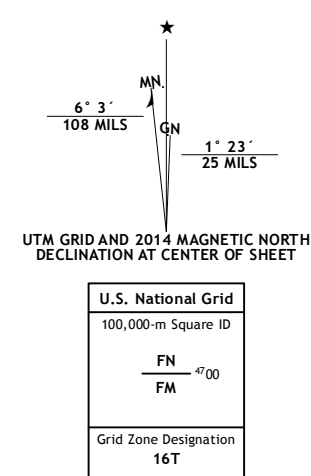 ★
MN.
GN
6° 3´
108 MILS
1° 23´
25 MILS
UTM GRID AND 2014 MAGNETIC NORTH
DECLINATION AT CENTER OF SHEET
U.S. National Grid
100,000-m Square ID
FN
4700
FM
Grid Zone Designation
16T